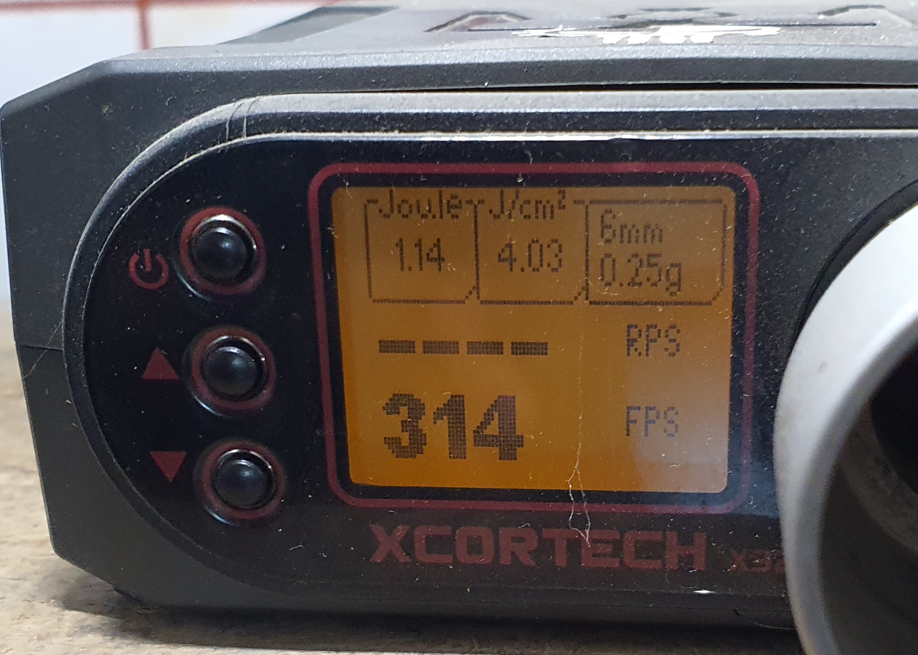 Joule J/cm² 6mm
1.14 4.03 0.25g
---- RPS
314 FPS
XCORTECH